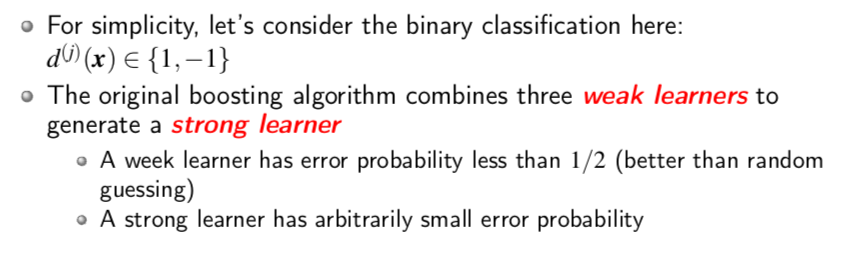 For simplicity, let's consider the binary classification here:
d⁽ʲ⁾(x) ∈ {1,−1}
The original boosting algorithm combines three weak learners to
generate a strong learner
A week learner has error probability less than 1/2 (better than random
guessing)
A strong learner has arbitrarily small error probability